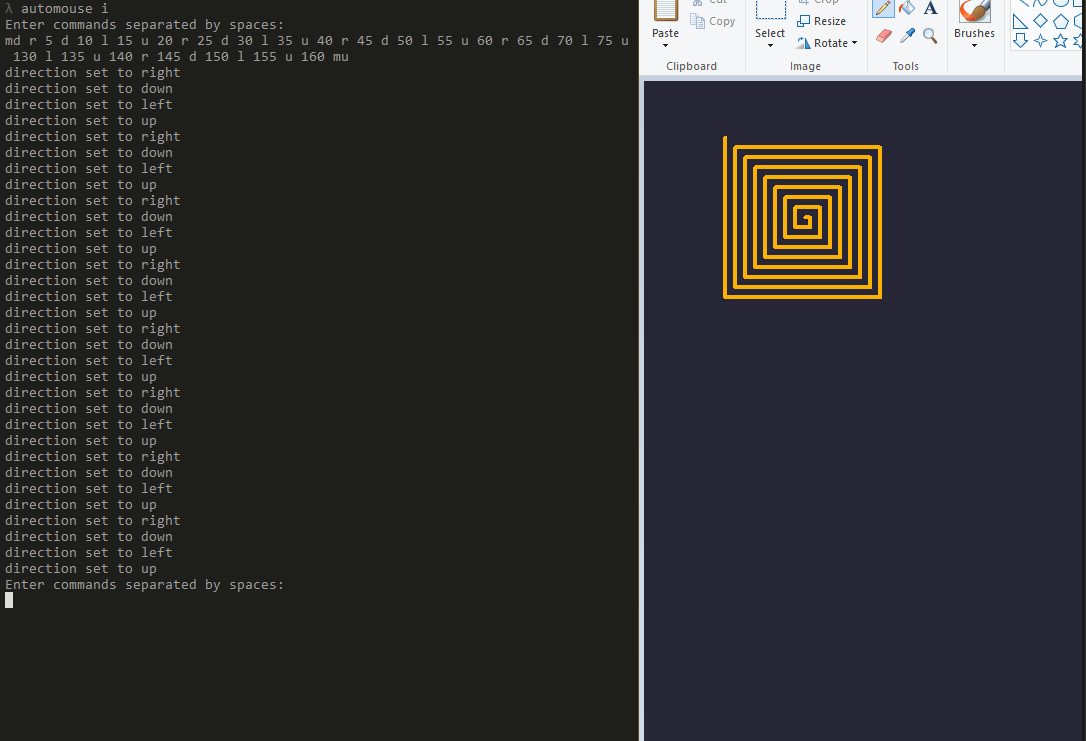 λ automouse i
Enter commands separated by spaces:
md r 5 d 10 l 15 u 20 r 25 d 30 l 35 u 40 r 45 d 50 l 55 u 60 r 65 d 70 l 75 u
130 l 135 u 140 r 145 d 150 l 155 u 160 mu
direction set to right
direction set to down
direction set to left
direction set to up
direction set to right
direction set to down
direction set to left
direction set to up
direction set to right
direction set to down
direction set to left
direction set to up
direction set to right
direction set to down
direction set to left
direction set to up
direction set to right
direction set to down
direction set to left
direction set to up
direction set to right
direction set to down
direction set to left
direction set to up
direction set to right
direction set to down
direction set to left
direction set to up
direction set to right
direction set to down
direction set to left
direction set to up
Enter commands separated by spaces:
Cut
Copy
Paste
Clipboard
Crop
Resize
Rotate
Select
Image
A
Tools
Brushes